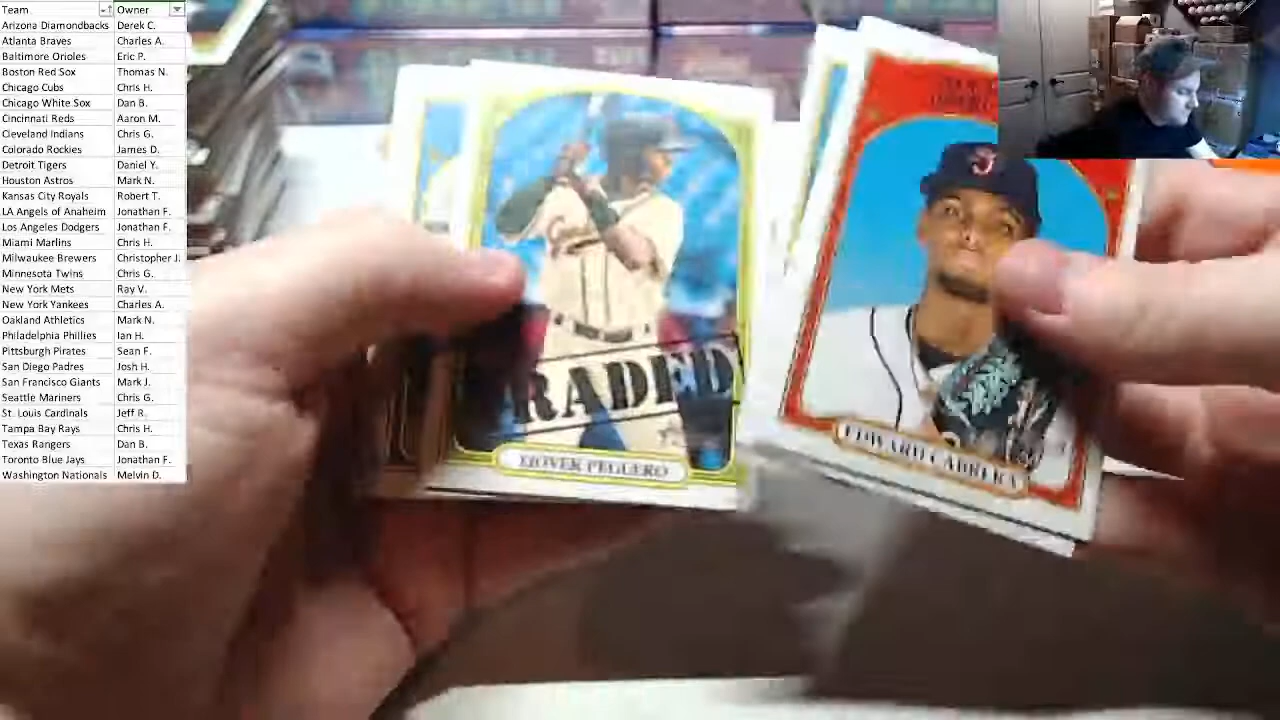 Team Owner
Arizona Diamondbacks Derek C.
Atlanta Braves Charles A.
Baltimore Orioles Eric P.
Boston Red Sox Thomas N.
Chicago Cubs Chris H.
Chicago White Sox Dan B.
Cincinnati Reds Aaron M.
Cleveland Indians Chris G.
Colorado Rockies James D.
Detroit Tigers Daniel Y.
Houston Astros Mark N.
Kansas City Royals Robert T.
LA Angels of Anaheim Jonathan F.
Los Angeles Dodgers Jonathan F.
Miami Marlins Chris H.
Milwaukee Brewers Christopher J.
Minnesota Twins Chris G.
New York Mets Ray V.
New York Yankees Charles A.
Oakland Athletics Mark N.
Philadelphia Phillies Ian H.
Pittsburgh Pirates Sean F.
San Diego Padres Josh H.
San Francisco Giants Mark J.
Seattle Mariners Chris G.
St. Louis Cardinals Jeff R.
Tampa Bay Rays Chris H.
Texas Rangers Dan B.
Toronto Blue Jays Jonathan F.
Washington Nationals Melvin D.
RADED
PEGUERO
J
EDWARD CABRERA